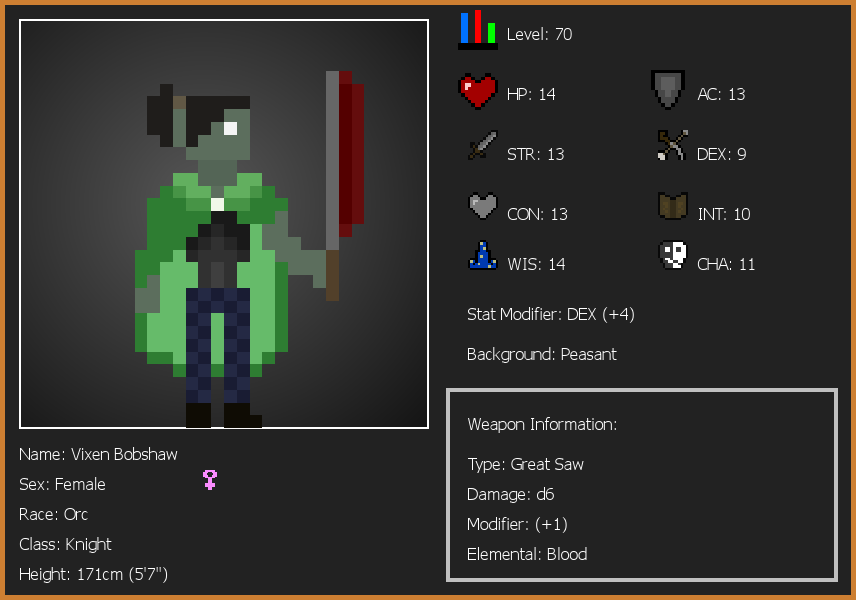 Level: 70
HP: 14
AC: 13
STR: 13
DEX: 9
CON: 13
INT: 10
WIS: 14
CHA: 11
Stat Modifier: DEX (+4)
Background: Peasant
Weapon Information:
Type: Great Saw
Damage: d6
Modifier: (+1)
Elemental: Blood
Name: Vixen Bobshaw
Sex: Female
Race: Orc
Class: Knight
Height: 171cm (5'7")